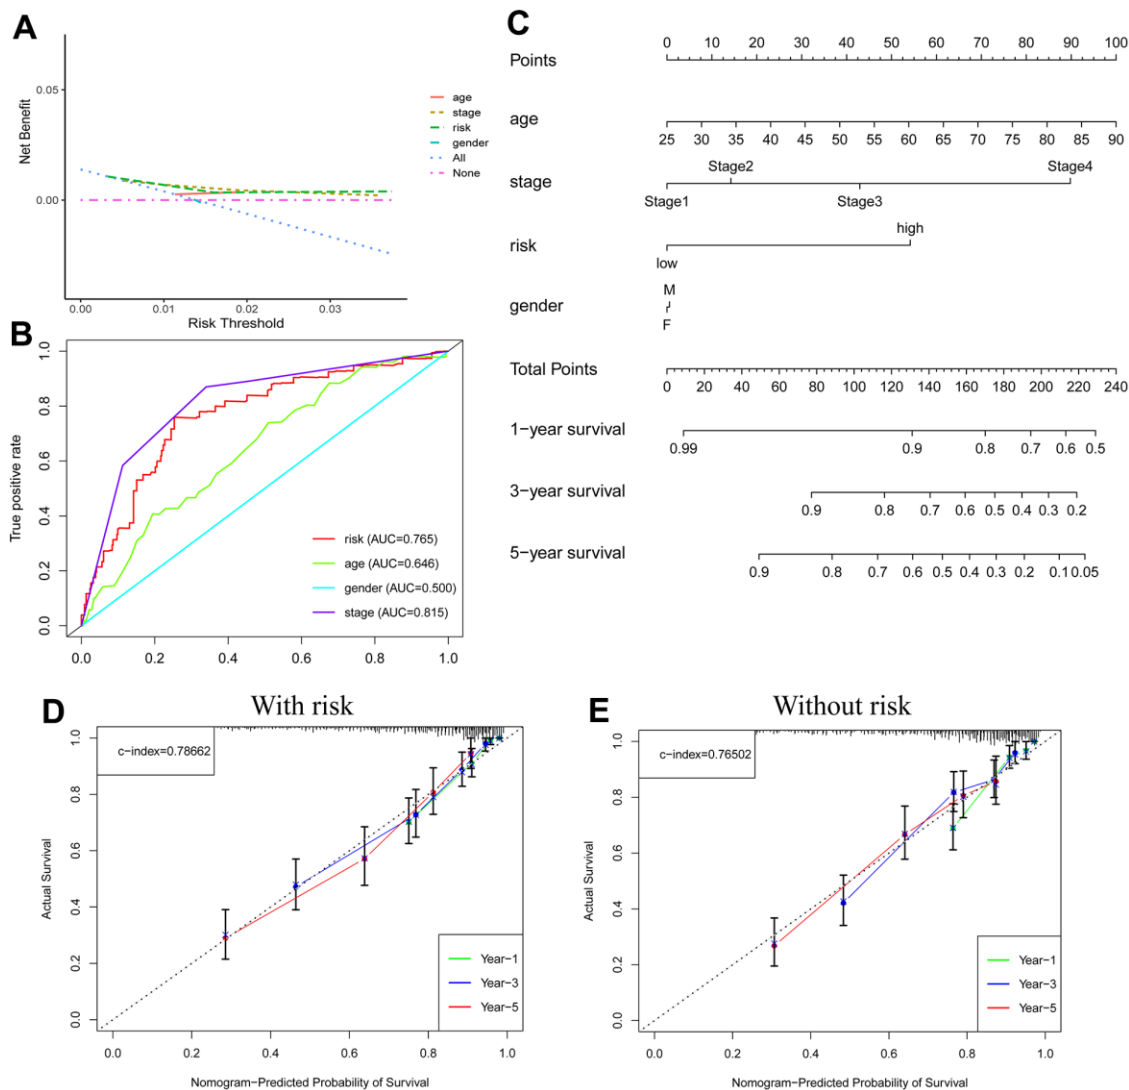 A
Net Benefit
0.05
0.00
0.00 0.01 0.02 0.03
Risk Threshold
age
stage
risk
gender
All
None
B
True positive rate
1.0
0.8
0.6
0.4
0.2
0.0
0.0 0.2 0.4 0.6 0.8 1.0
risk (AUC=0.765)
age (AUC=0.646)
gender (AUC=0.500)
stage (AUC=0.815)
C
Points
0 10 20 30 40 50 60 70 80 90 100
age
25 30 35 40 45 50 55 60 65 70 75 80 85 90
stage
Stage2 Stage4
Stage1 Stage3
risk
high
low
gender
M
F
Total Points
0 20 40 60 80 100 120 140 160 180 200 220 240
1-year survival
0.99 0.9 0.8 0.7 0.6 0.5
3-year survival
0.9 0.8 0.7 0.6 0.5 0.4 0.3 0.2
5-year survival
0.9 0.8 0.7 0.6 0.5 0.4 0.3 0.2 0.1 0.05
D
With risk
c-index=0.78662
Actual Survival
1.0
0.8
0.6
0.4
0.2
0.0
0.0 0.2 0.4 0.6 0.8 1.0
Nomogram-Predicted Probability of Survival
Year-1
Year-3
Year-5
E
Without risk
c-index=0.76502
Actual Survival
1.0
0.8
0.6
0.4
0.2
0.0
0.0 0.2 0.4 0.6 0.8 1.0
Nomogram-Predicted Probability of Survival
Year-1
Year-3
Year-5